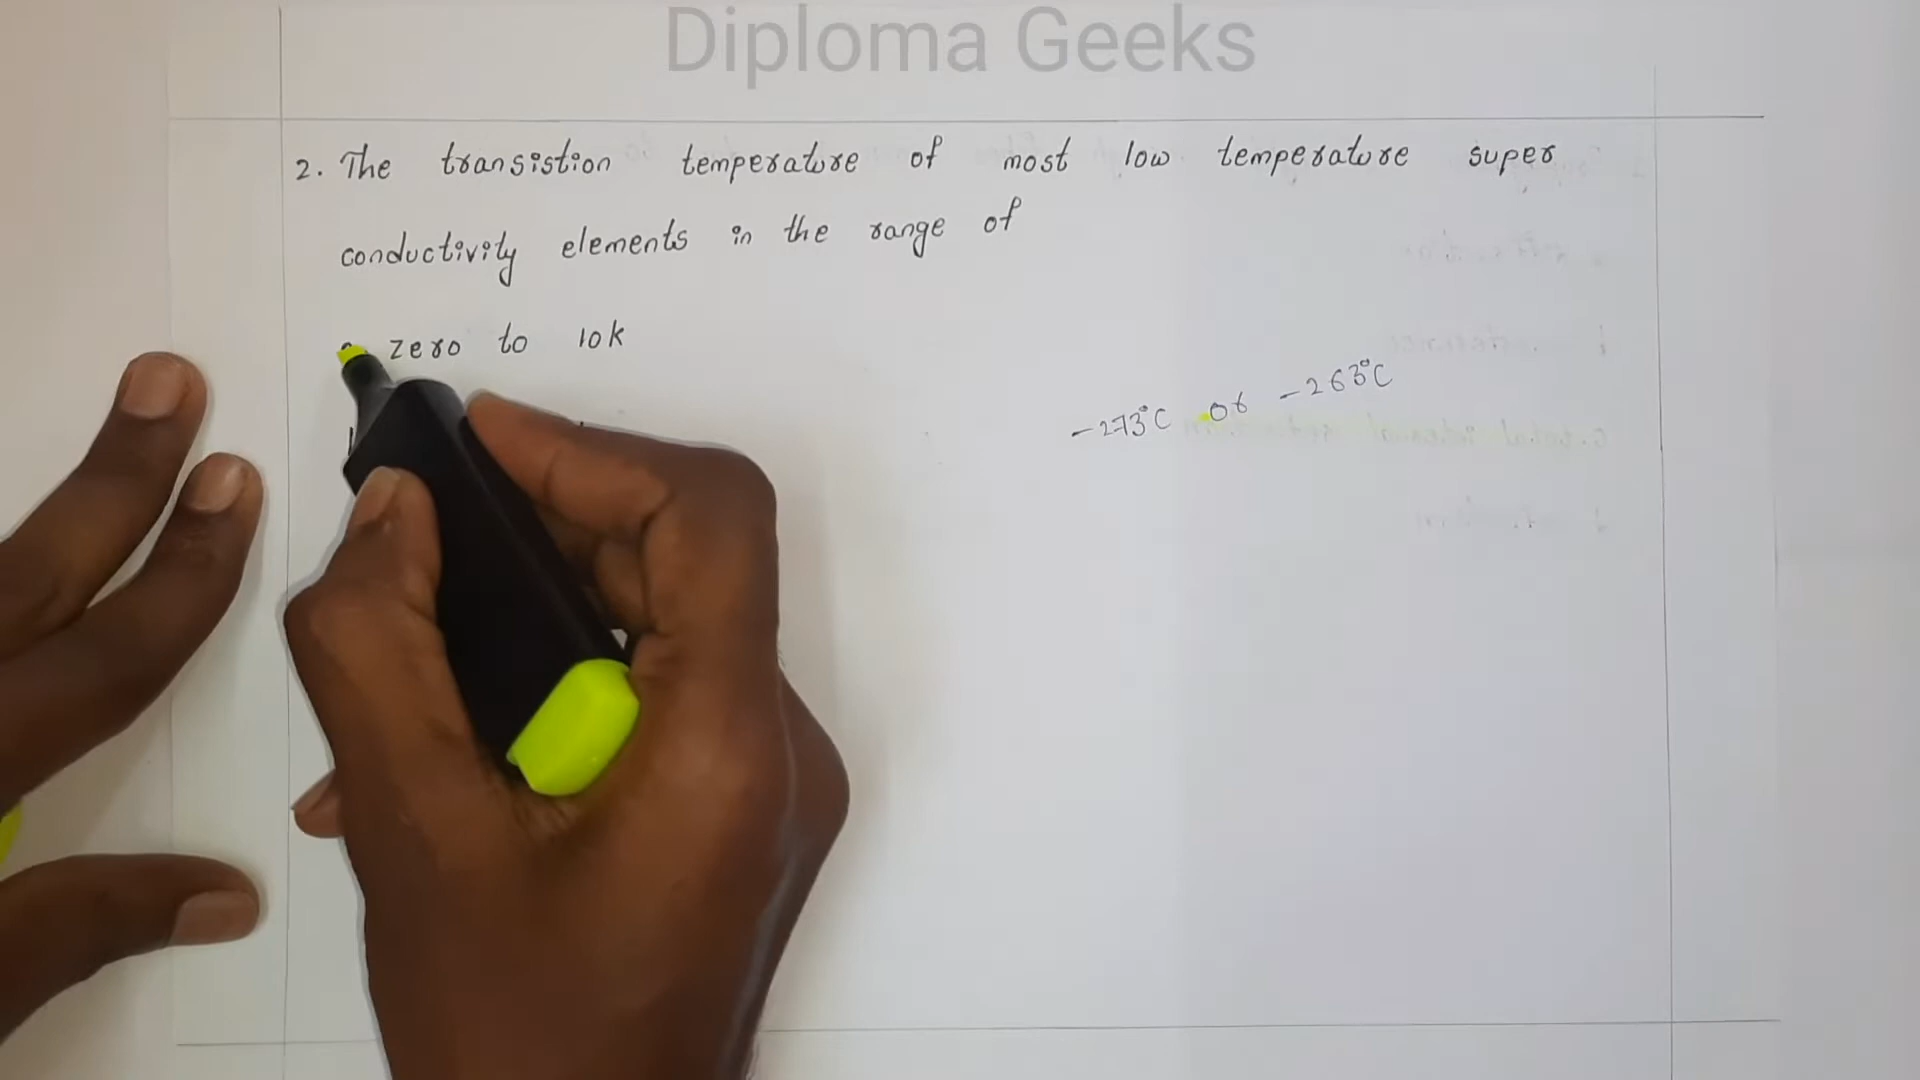 Diploma Geeks
2. The transistion temperature of most low temperature super
conductivity elements in the range of
zero to 10k
-273°C or -263°C